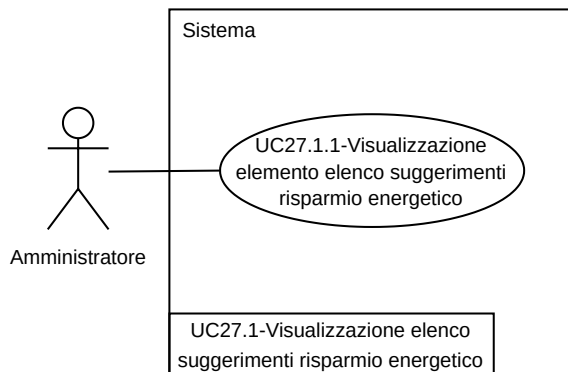 Sistema
UC27.1.1-Visualizzazione
elemento elenco suggerimenti
risparmio energetico
Amministratore
UC27.1-Visualizzazione elenco
suggerimenti risparmio energetico